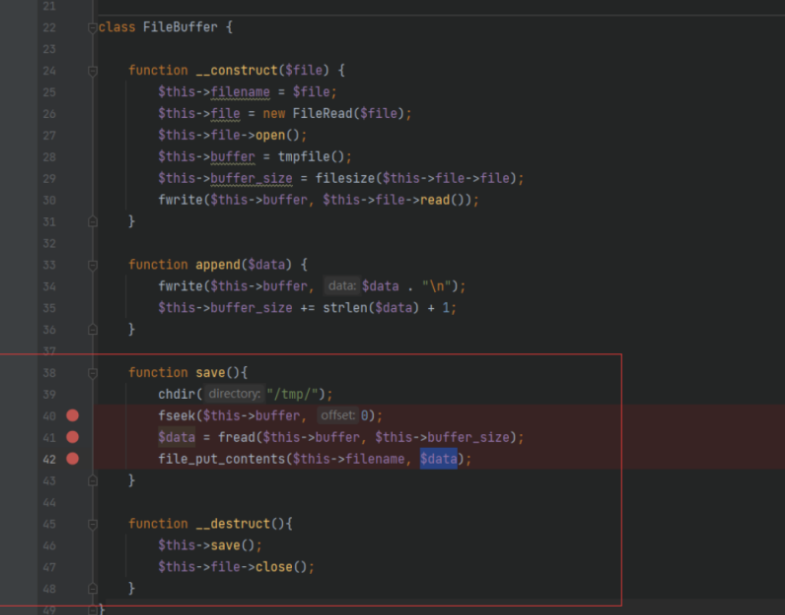 21
22 class FileBuffer {
23
24 function __construct($file) {
25 $this->filename = $file;
26 $this->file = new FileRead($file);
27 $this->file->open();
28 $this->buffer = tmpfile();
29 $this->buffer_size = filesize($this->file->file);
30 fwrite($this->buffer, $this->file->read());
31 }
32
33 function append($data) {
34 fwrite($this->buffer, data: $data . "\n");
35 $this->buffer_size += strlen($data) + 1;
36 }
37
38 function save(){
39 chdir( directory: "/tmp/");
40 fseek($this->buffer, offset: 0);
41 $data = fread($this->buffer, $this->buffer_size);
42 file_put_contents($this->filename, $data);
43 }
44
45 function __destruct(){
46 $this->save();
47 $this->file->close();
48 }
49 }